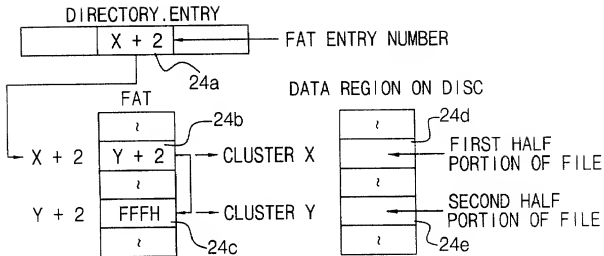 DIRECTORY.ENTRY
X + 2
FAT ENTRY NUMBER
24a
FAT
DATA REGION ON DISC
~
24b
24d
X + 2
Y + 2
CLUSTER X
FIRST HALF
PORTION OF FILE
~
~
~
Y + 2
FFFH
CLUSTER Y
SECOND HALF
PORTION OF FILE
~
24c
~
24e